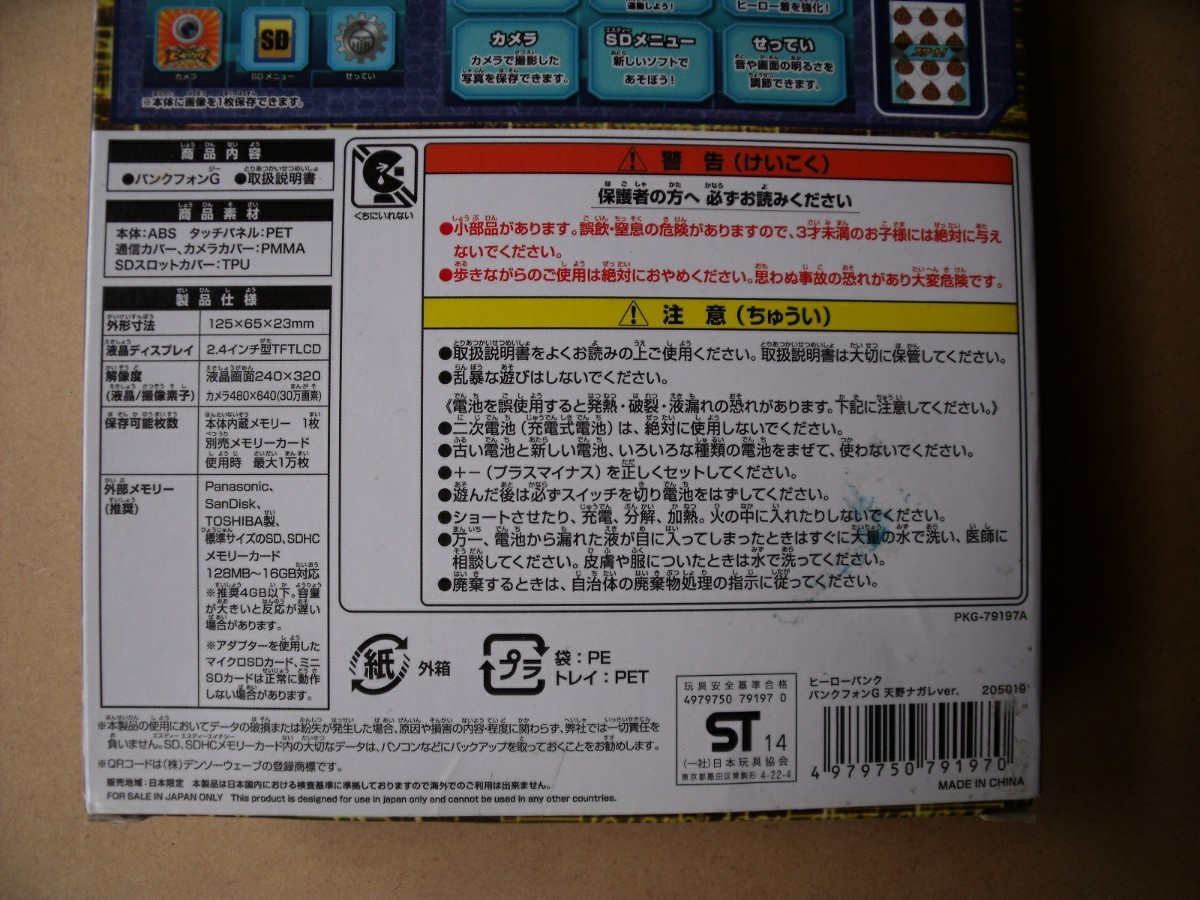 カメラ
SDメニュー
せってい
※本体に画像を1枚保存できます。
運動しよう!
ヒーロー着を強化!
カメラ
カメラで撮影した
写真を保存できます。
SDメニュー
新しいソフトで
あそぼう!
せってい
音や画面の明るさを
調節できます。
商品内容
●バンクフォンG ●取扱説明書
商品素材
本体:ABS タッチパネル:PET
通信カバー、カメラカバー:PMMA
SDスロットカバー:TPU
製品仕様
外形寸法 125×65×23mm
液晶ディスプレイ 2.4インチ型TFTLCD
解像度 液晶画面240×320
(液晶/撮像素子) カメラ480×640(30万画素)
保存可能枚数 本体内蔵メモリー 1枚
別売メモリーカード
使用時 最大1万枚
外部メモリー Panasonic、
(推奨) SanDisk、
TOSHIBA製、
標準サイズのSD、SDHC
メモリーカード
128MB〜16GB対応
※推奨4GB以下。容量
が大きいと反応が遅い
場合があります。
※アダプターを使用した
マイクロSDカード、ミニ
SDカードは正常に動作
しない場合があります。
くちにいれない
警告(けいこく)
保護者の方へ 必ずお読みください
●小部品があります。誤飲・窒息の危険がありますので、3才未満のお子様には絶対に与え
ないでください。
●歩きながらのご使用は絶対におやめください。思わぬ事故の恐れがあり大変危険です。
注意(ちゅうい)
●取扱説明書をよくお読みの上ご使用ください。取扱説明書は大切に保管してください。
●乱暴な遊びはしないでください。
《電池を誤使用すると発熱・破裂・液漏れの恐れがあります。下記に注意してください。》
●二次電池(充電式電池)は、絶対に使用しないでください。
●古い電池と新しい電池、いろいろな種類の電池をまぜて、使わないでください。
●+−(プラスマイナス)を正しくセットしてください。
●遊んだ後は必ずスイッチを切り電池をはずしてください。
●ショートさせたり、充電、分解、加熱。火の中に入れたりしないでください。
●万一、電池から漏れた液が目に入ってしまったときはすぐに大量の水で洗い、医師に
相談してください。皮膚や服についたときは水で洗ってください。
●廃棄するときは、自治体の廃棄物処理の指示に従ってください。
PKG-79197A
紙 外箱
プラ 袋:PE
トレイ:PET
玩具安全基準合格
4979750 79197 0
ST 14
(一社)日本玩具協会
東京都墨田区東駒形 4-22-4
ヒーローバンク
バンクフォンG 天野ナガレver.
205019
4 979750 791970
MADE IN CHINA
※本製品の使用においてデータの破損または紛失が発生した場合、原因や損害の内容・程度に関わらず、弊社では一切責任を
負いません。SD、SDHCメモリーカード内の大切なデータは、パソコンなどにバックアップを取っておくことをお勧めします。
※QRコードは(株)デンソーウェーブの登録商標です。
販売地域:日本限定 本製品は日本国内における検査基準に準拠しておりますので海外でのご利用は出来ません。
FOR SALE IN JAPAN ONLY This product is designed for use in japan only and cannot be used in any other countries.